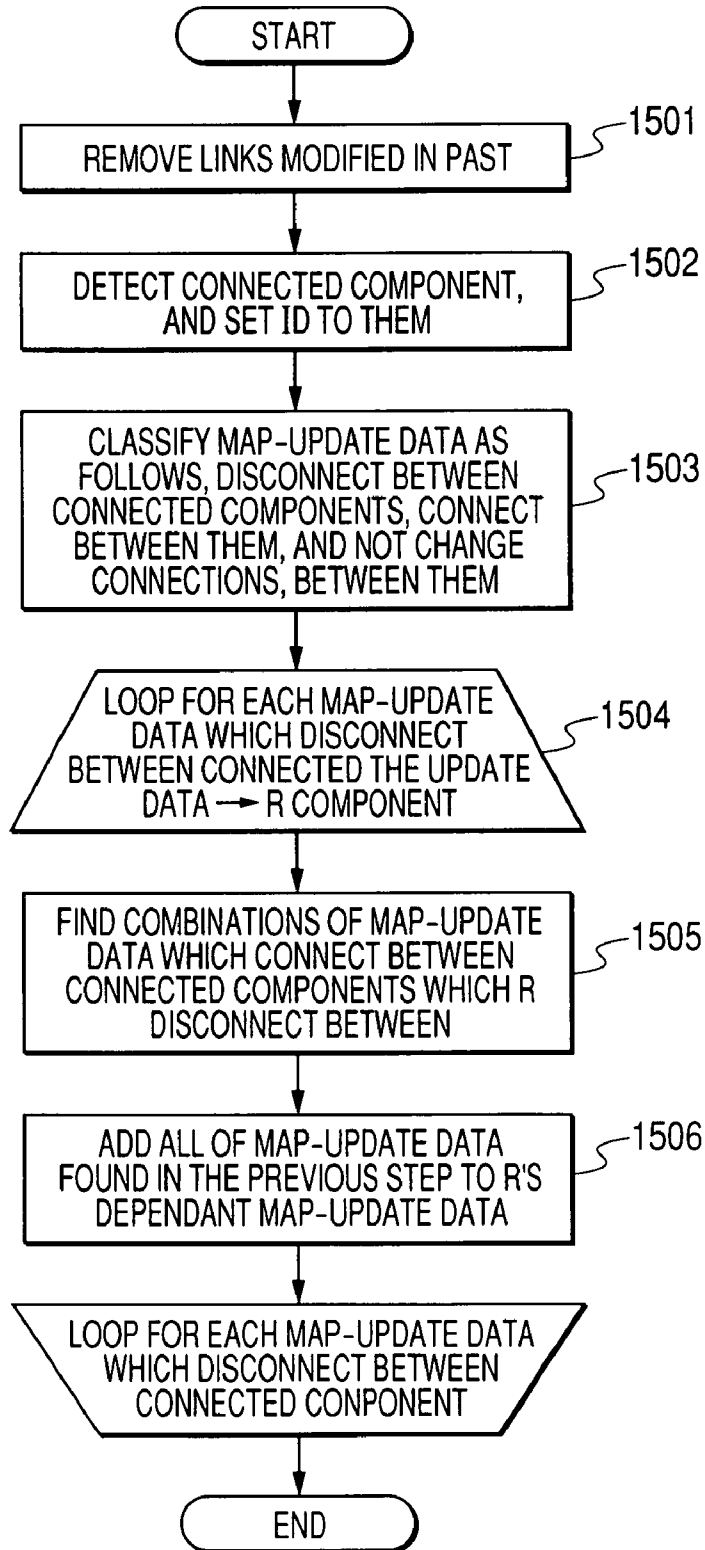 START
REMOVE LINKS MODIFIED IN PAST
1501
DETECT CONNECTED COMPONENT,
AND SET ID TO THEM
1502
CLASSIFY MAP-UPDATE DATA AS
FOLLOWS, DISCONNECT BETWEEN
CONNECTED COMPONENTS, CONNECT
BETWEEN THEM, AND NOT CHANGE
CONNECTIONS, BETWEEN THEM
1503
LOOP FOR EACH MAP-UPDATE
DATA WHICH DISCONNECT
BETWEEN CONNECTED THE UPDATE
DATA → R COMPONENT
1504
FIND COMBINATIONS OF MAP-UPDATE
DATA WHICH CONNECT BETWEEN
CONNECTED COMPONENTS WHICH R
DISCONNECT BETWEEN
1505
ADD ALL OF MAP-UPDATE DATA
FOUND IN THE PREVIOUS STEP TO R'S
DEPENDANT MAP-UPDATE DATA
1506
LOOP FOR EACH MAP-UPDATE DATA
WHICH DISCONNECT BETWEEN
CONNECTED CONPONENT
END